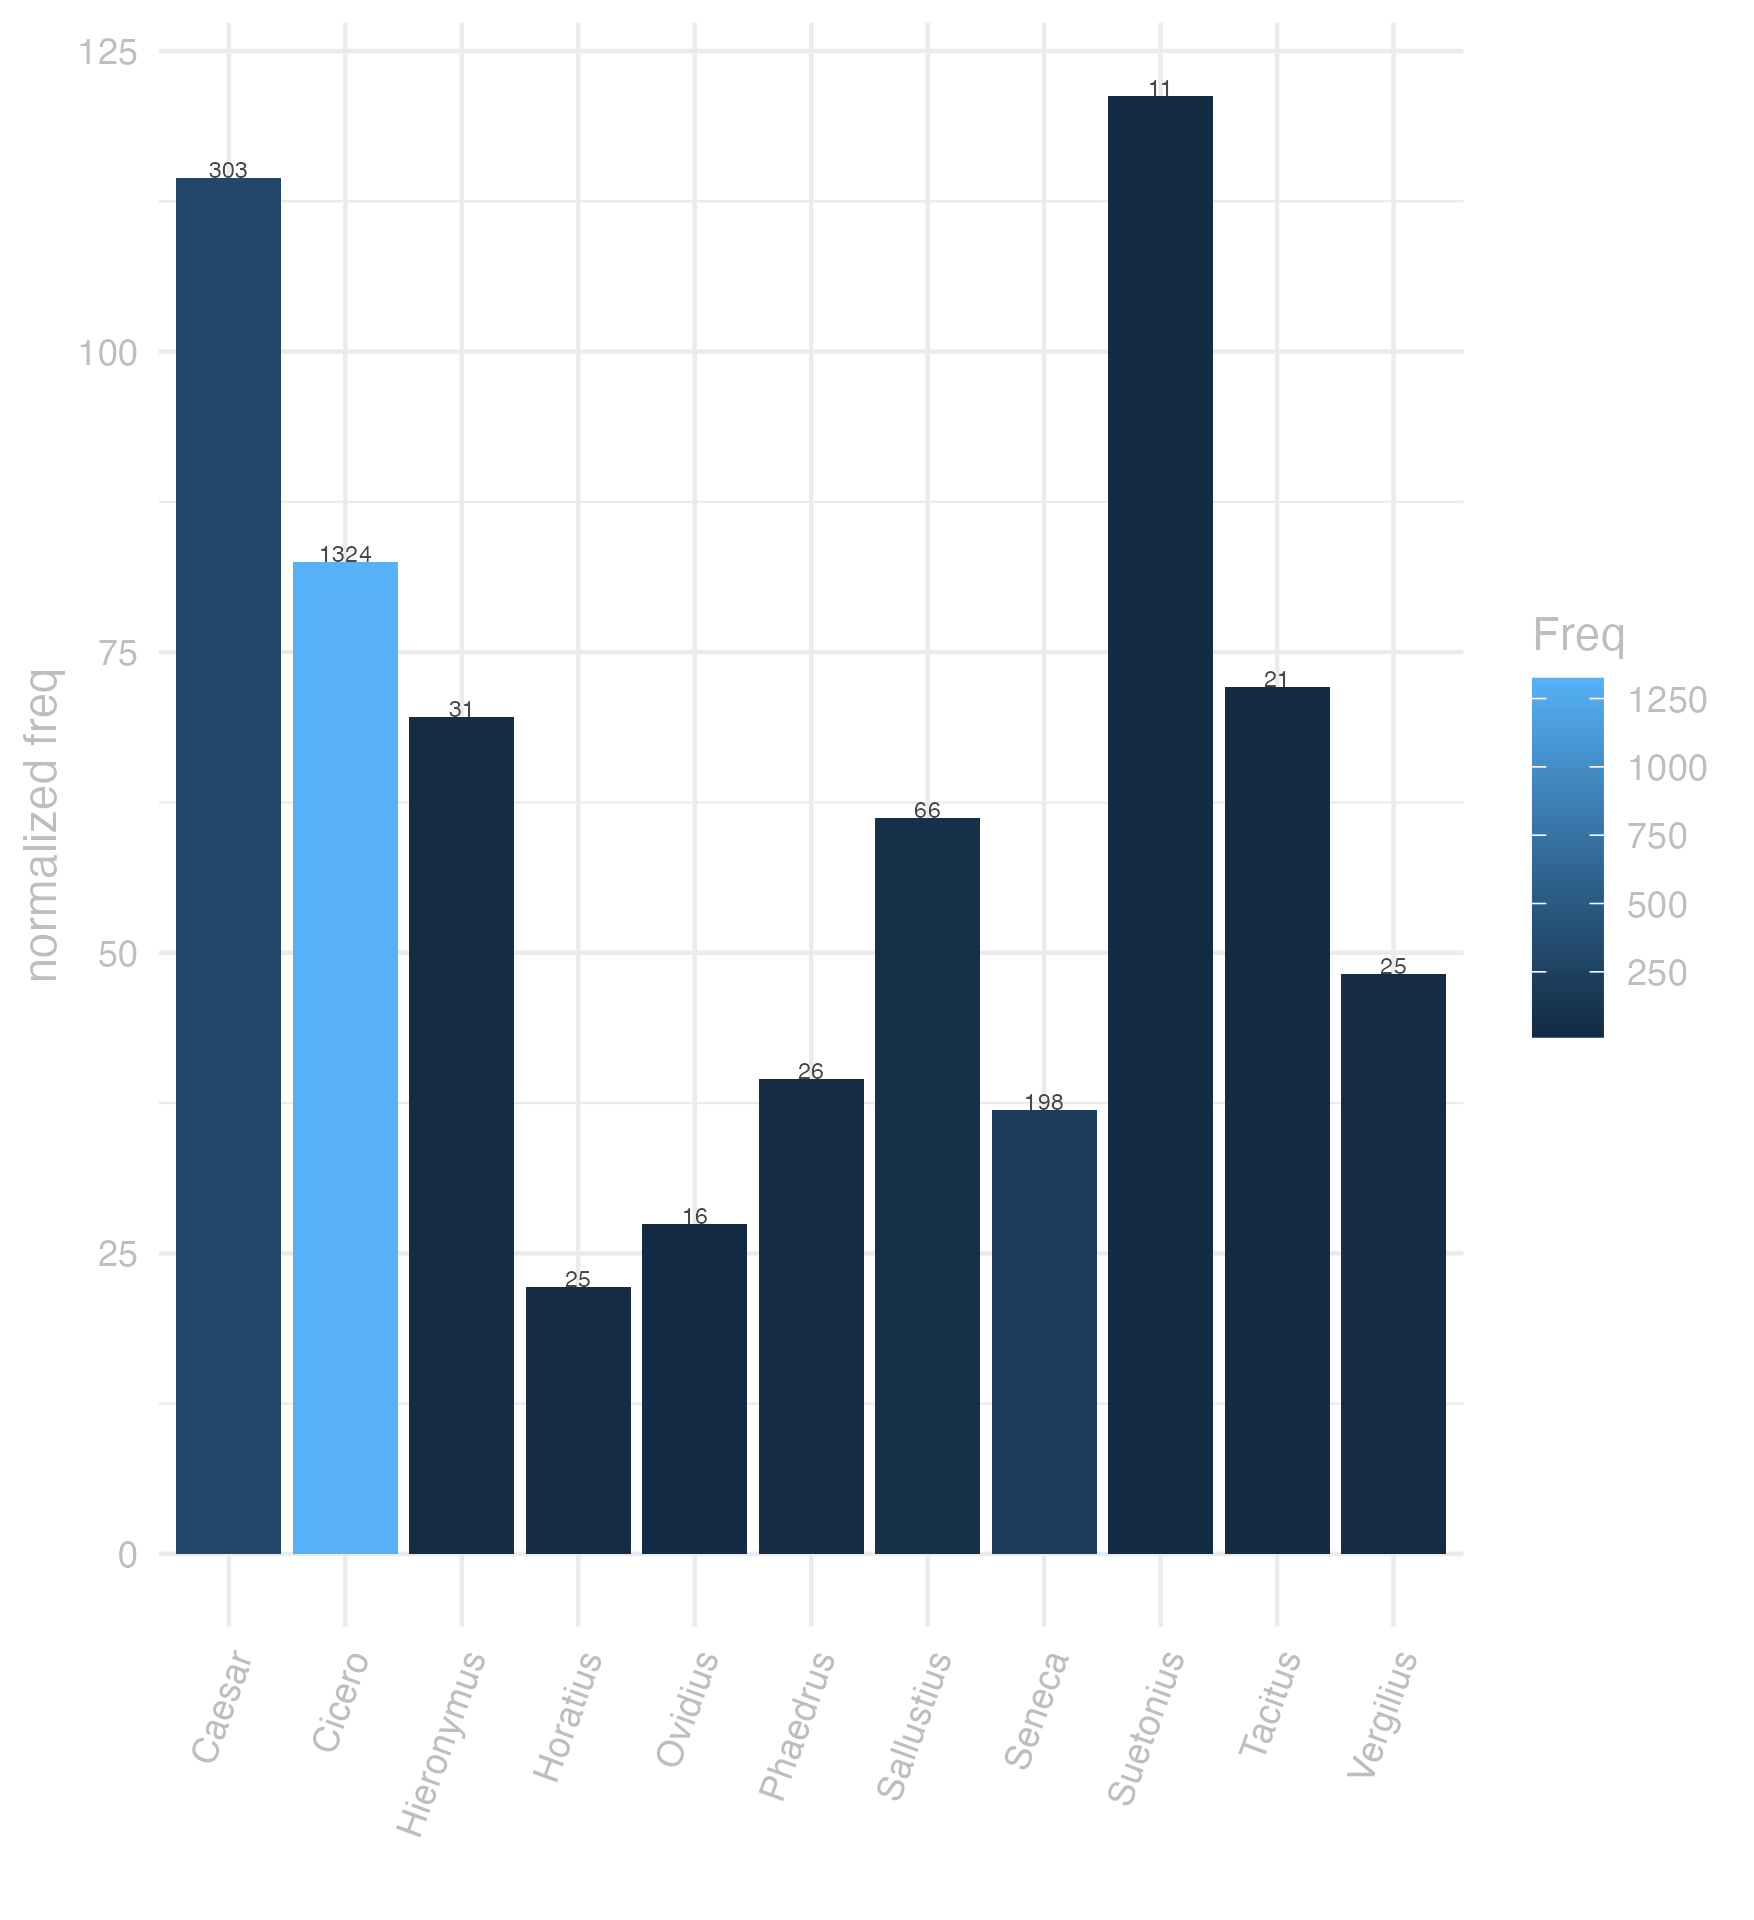 125
100
75
50
25
0
normalized freq
303
1324
31
25
16
26
66
198
11
21
25
Caesar
Cicero
Hieronymus
Horatius
Ovidius
Phaedrus
Sallustius
Seneca
Suetonius
Tacitus
Vergilius
Freq
1250
1000
750
500
250